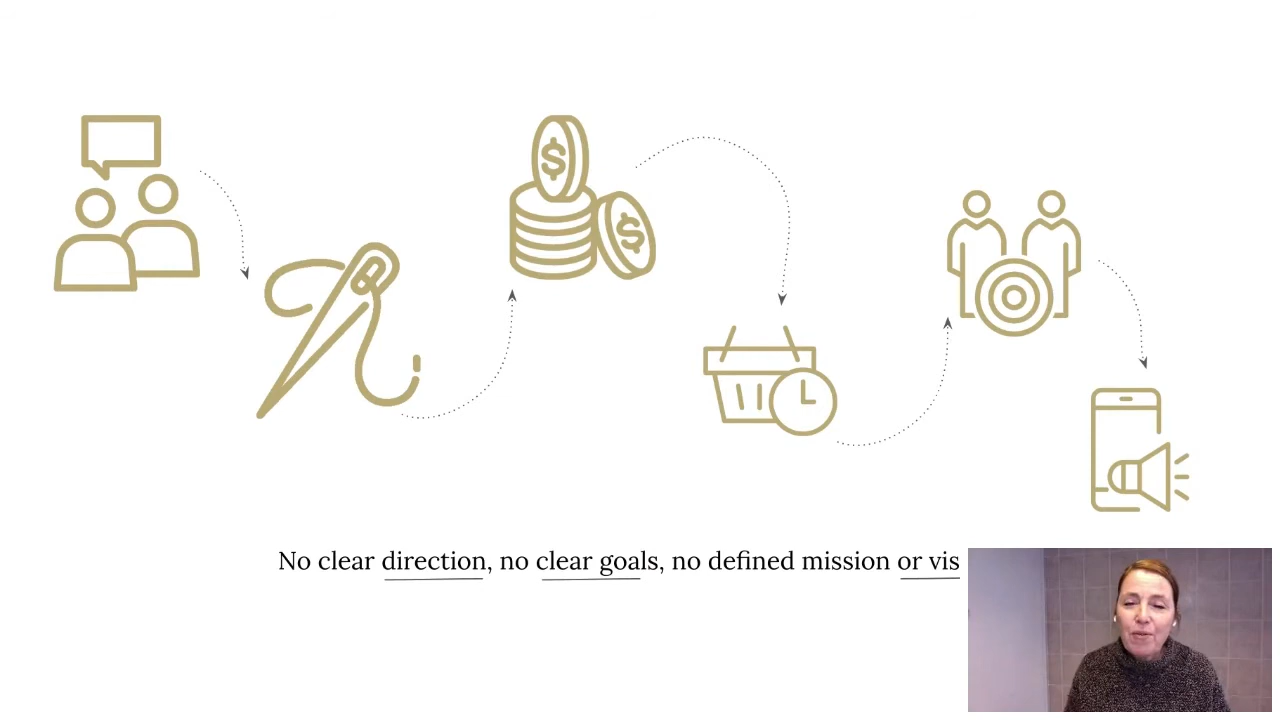 $
$
No clear direction, no clear goals, no defined mission or vis